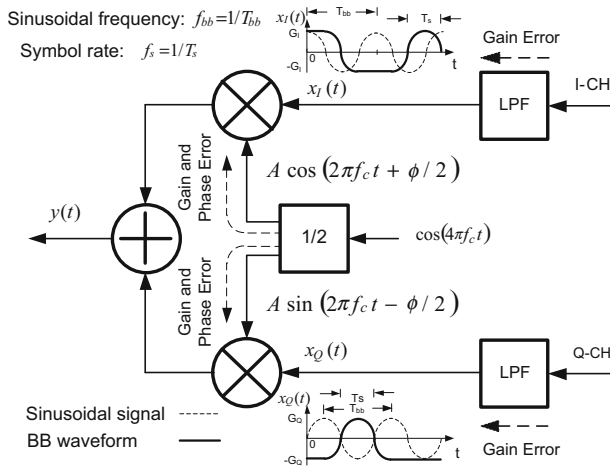 Sinusoidal frequency: f_bb=1/T_bb
Symbol rate: f_s=1/T_s
x_I(t)
T_bb
T_s
G_I
0
-G_I
t
Gain Error
I-CH
LPF
x_I (t)
A cos (2πf_c t + ϕ/2)
Gain and
Phase Error
y(t)
1/2
cos(4πf_c t)
Gain and
Phase Error
A sin (2πf_c t − ϕ/2)
x_Q (t)
LPF
Q-CH
Gain Error
x_Q(t)
Ts
T_bb
G_Q
0
-G_Q
t
Sinusoidal signal
BB waveform